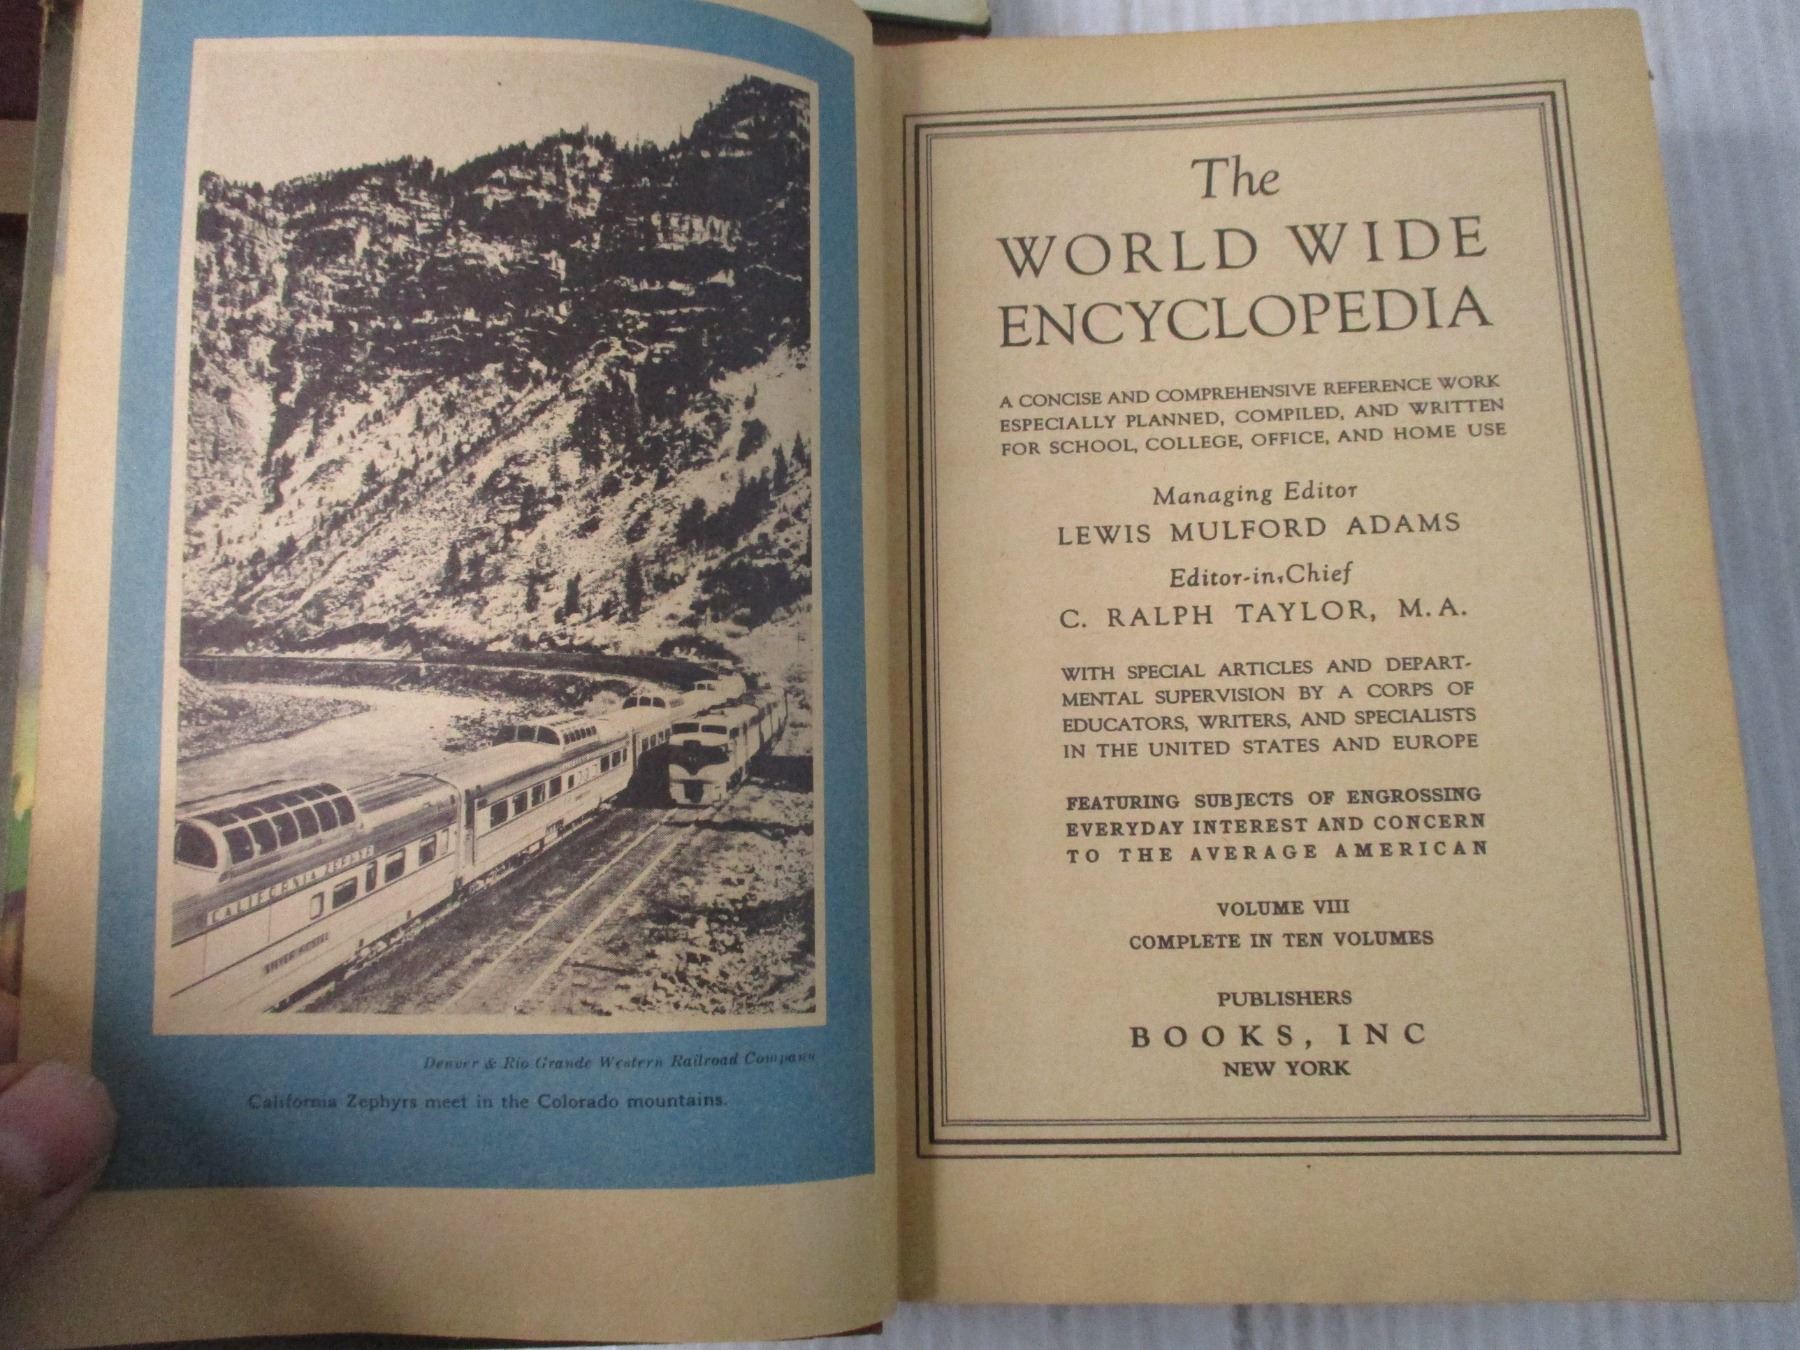 CALIFORNIA ZEPHYR
Denver & Rio Grande Western Railroad Company
California Zephyrs meet in the Colorado mountains.
The
WORLD WIDE
ENCYCLOPEDIA
A CONCISE AND COMPREHENSIVE REFERENCE WORK
ESPECIALLY PLANNED, COMPILED, AND WRITTEN
FOR SCHOOL, COLLEGE, OFFICE, AND HOME USE
Managing Editor
LEWIS MULFORD ADAMS
Editor-in-Chief
C. RALPH TAYLOR, M.A.
WITH SPECIAL ARTICLES AND DEPART-
MENTAL SUPERVISION BY A CORPS OF
EDUCATORS, WRITERS, AND SPECIALISTS
IN THE UNITED STATES AND EUROPE
FEATURING SUBJECTS OF ENGROSSING
EVERYDAY INTEREST AND CONCERN
TO THE AVERAGE AMERICAN
VOLUME VIII
COMPLETE IN TEN VOLUMES
PUBLISHERS
BOOKS, INC
NEW YORK